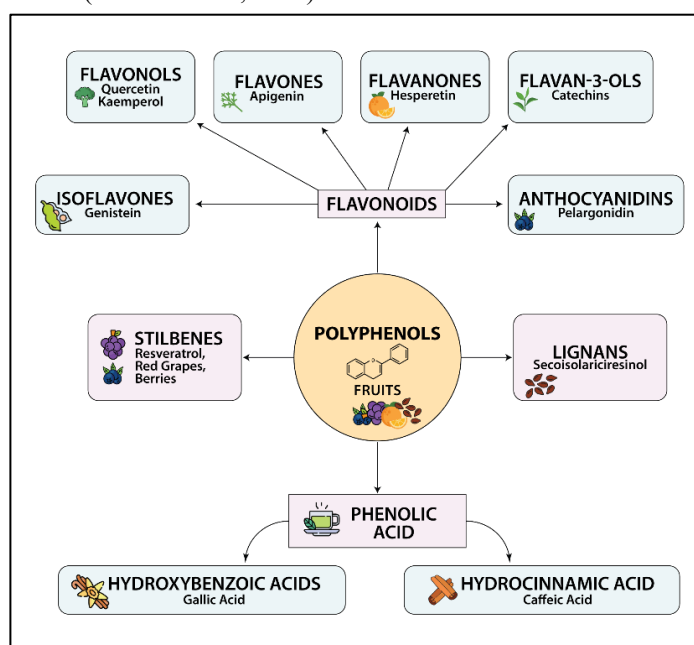 FLAVONOLS
Quercetin
Kaempferol
FLAVONES
Apigenin
FLAVANONES
Hesperetin
FLAVAN-3-OLS
Catechins
ISOFLAVONES
Genistein
FLAVONOIDS
ANTHOCYANIDINS
Pelargonidin
STILBENES
Resveratrol,
Red Grapes,
Berries
POLYPHENOLS
FRUITS
LIGNANS
Secoisolariciresinol
PHENOLIC
ACID
HYDROXYBENZOIC ACIDS
Gallic Acid
HYDROCINNAMIC ACID
Caffeic Acid